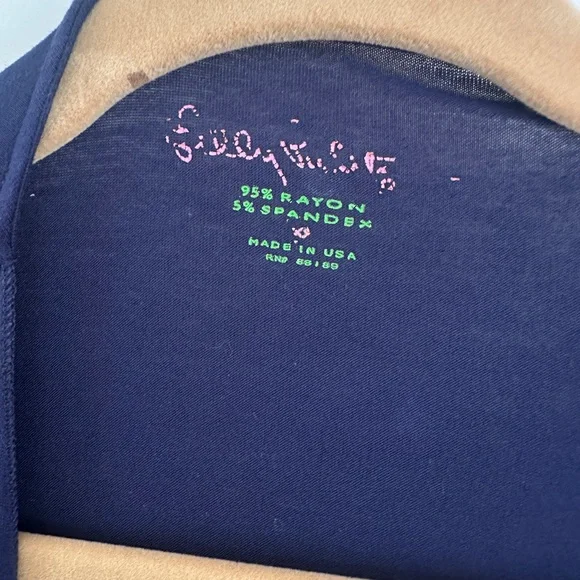 Lilly Pulitzer
95% RAYON
5% SPANDEX
MADE IN USA
RN#